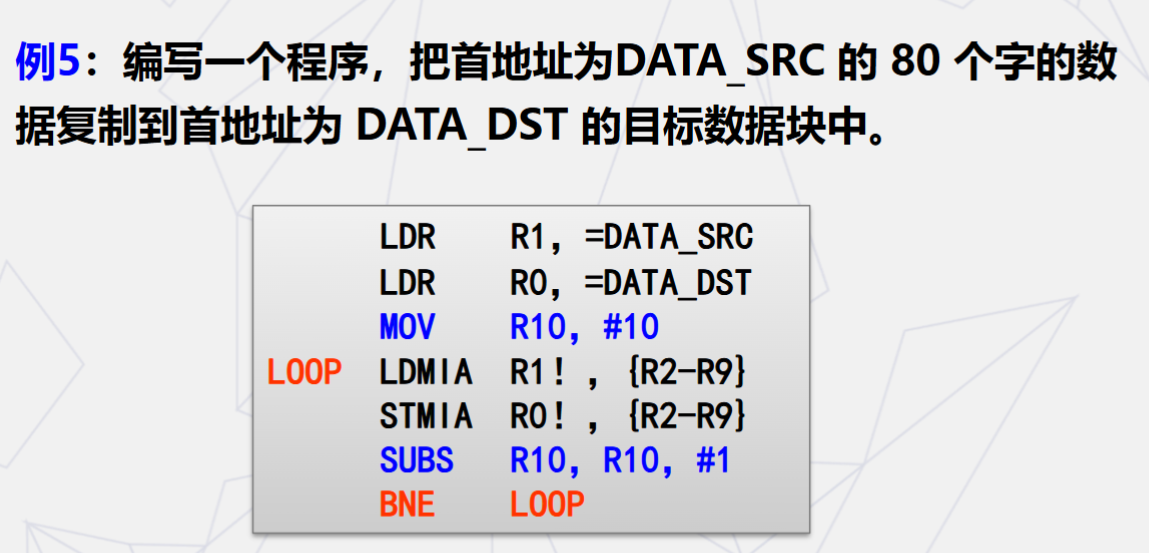 例5：编写一个程序，把首地址为DATA_SRC 的 80 个字的数
据复制到首地址为 DATA_DST 的目标数据块中。
LDR R1, =DATA_SRC
LDR R0, =DATA_DST
MOV R10, #10
LOOP LDMIA R1!, {R2-R9}
STMIA R0!, {R2-R9}
SUBS R10, R10, #1
BNE LOOP